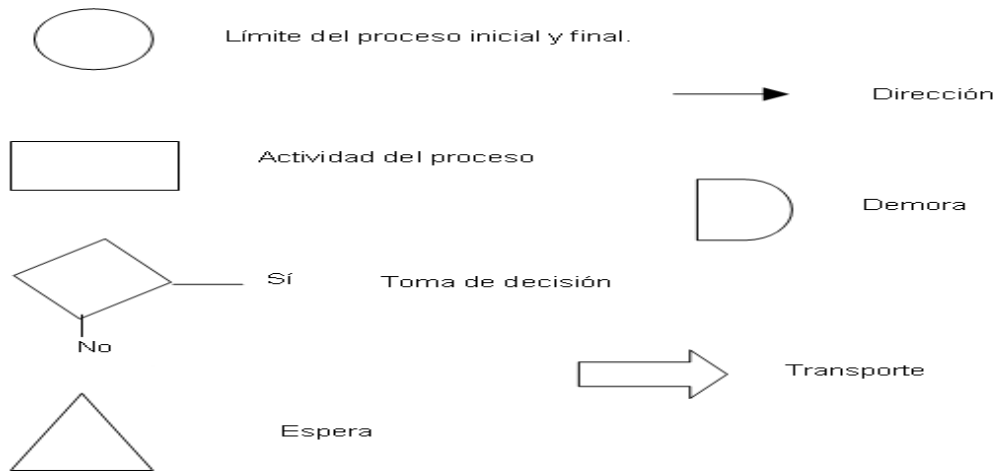 Límite del proceso inicial y final.
Dirección
Actividad del proceso
Demora
Sí
Toma de decisión
No
Transporte
Espera